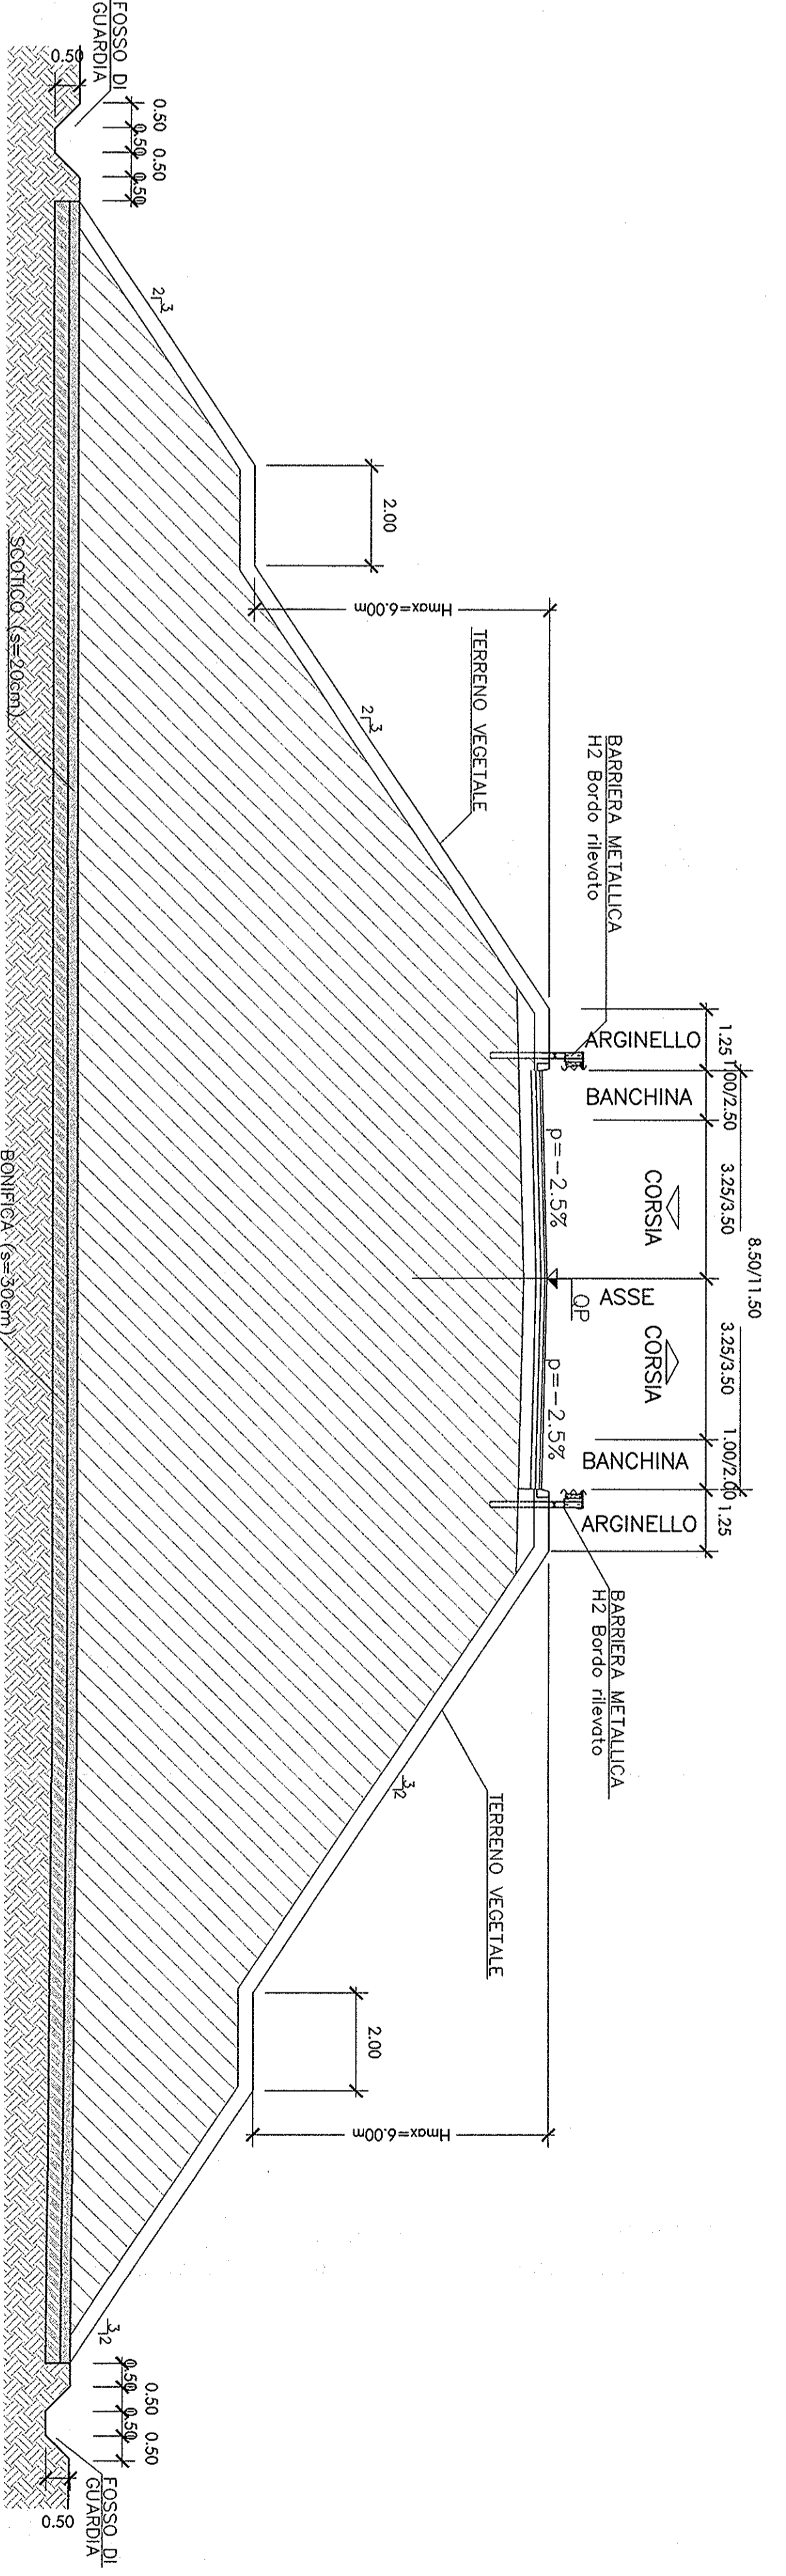 8.50/11.50
1.25
1.00/2.50
3.25/3.50
3.25/3.50
1.00/2.00
1.25
ARGINELLO
BANCHINA
CORSIA
ASSE
CORSIA
BANCHINA
ARGINELLO
BARRIERA METALLICA
H2 Bordo rilevato
BARRIERA METALLICA
H2 Bordo rilevato
QP
p=-2.5%
p=-2.5%
TERRENO VEGETALE
TERRENO VEGETALE
Hmax=6.00m
Hmax=6.00m
2.00
2.00
3
2
3
2
3
2
3
2
FOSSO DI
GUARDIA
0.50
0.50
0.50
0.50
0.50
0.50
0.50
0.50
0.50
0.50
FOSSO DI
GUARDIA
SCOTICO (s=20cm)
BONIFICA (s=30cm)